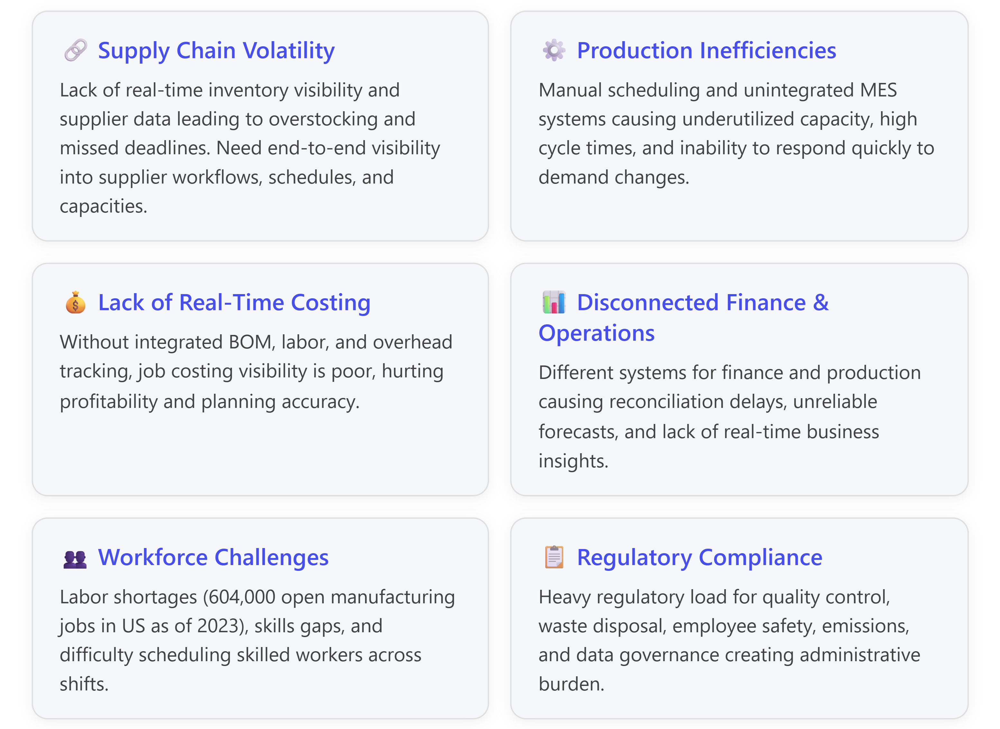 Supply Chain Volatility
Lack of real-time inventory visibility and
supplier data leading to overstocking and
missed deadlines. Need end-to-end visibility
into supplier workflows, schedules, and
capacities.
Production Inefficiencies
Manual scheduling and unintegrated MES
systems causing underutilized capacity, high
cycle times, and inability to respond quickly to
demand changes.
Lack of Real-Time Costing
Without integrated BOM, labor, and overhead
tracking, job costing visibility is poor, hurting
profitability and planning accuracy.
Disconnected Finance &
Operations
Different systems for finance and production
causing reconciliation delays, unreliable
forecasts, and lack of real-time business
insights.
Workforce Challenges
Labor shortages (604,000 open manufacturing
jobs in US as of 2023), skills gaps, and
difficulty scheduling skilled workers across
shifts.
Regulatory Compliance
Heavy regulatory load for quality control,
waste disposal, employee safety, emissions,
and data governance creating administrative
burden.